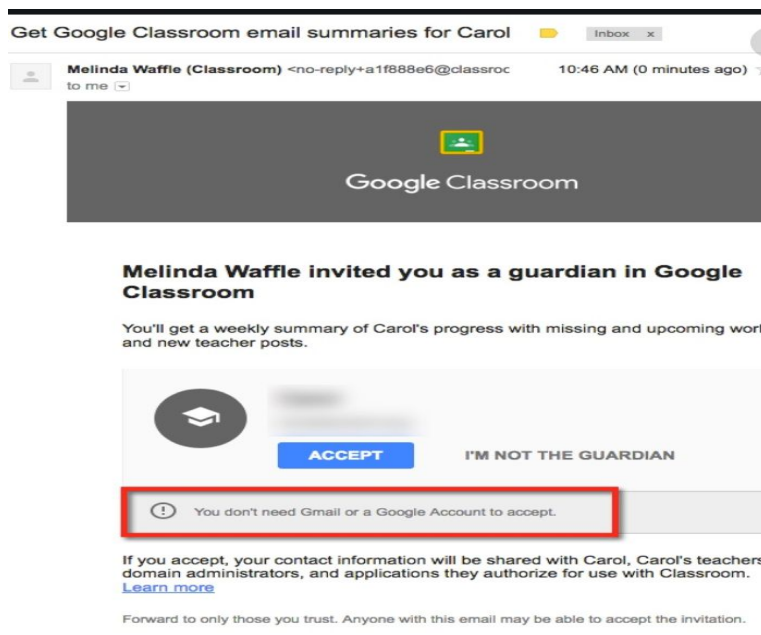 Get Google Classroom email summaries for Carol Inbox x
Melinda Waffle (Classroom) <no-reply+a1f888e6@classroc 10:46 AM (0 minutes ago)
to me
Google Classroom
Melinda Waffle invited you as a guardian in Google
Classroom
You'll get a weekly summary of Carol's progress with missing and upcoming worl
and new teacher posts.
ACCEPT I'M NOT THE GUARDIAN
You don't need Gmail or a Google Account to accept.
If you accept, your contact information will be shared with Carol, Carol's teachers
domain administrators, and applications they authorize for use with Classroom.
Learn more
Forward to only those you trust. Anyone with this email may be able to accept the invitation.